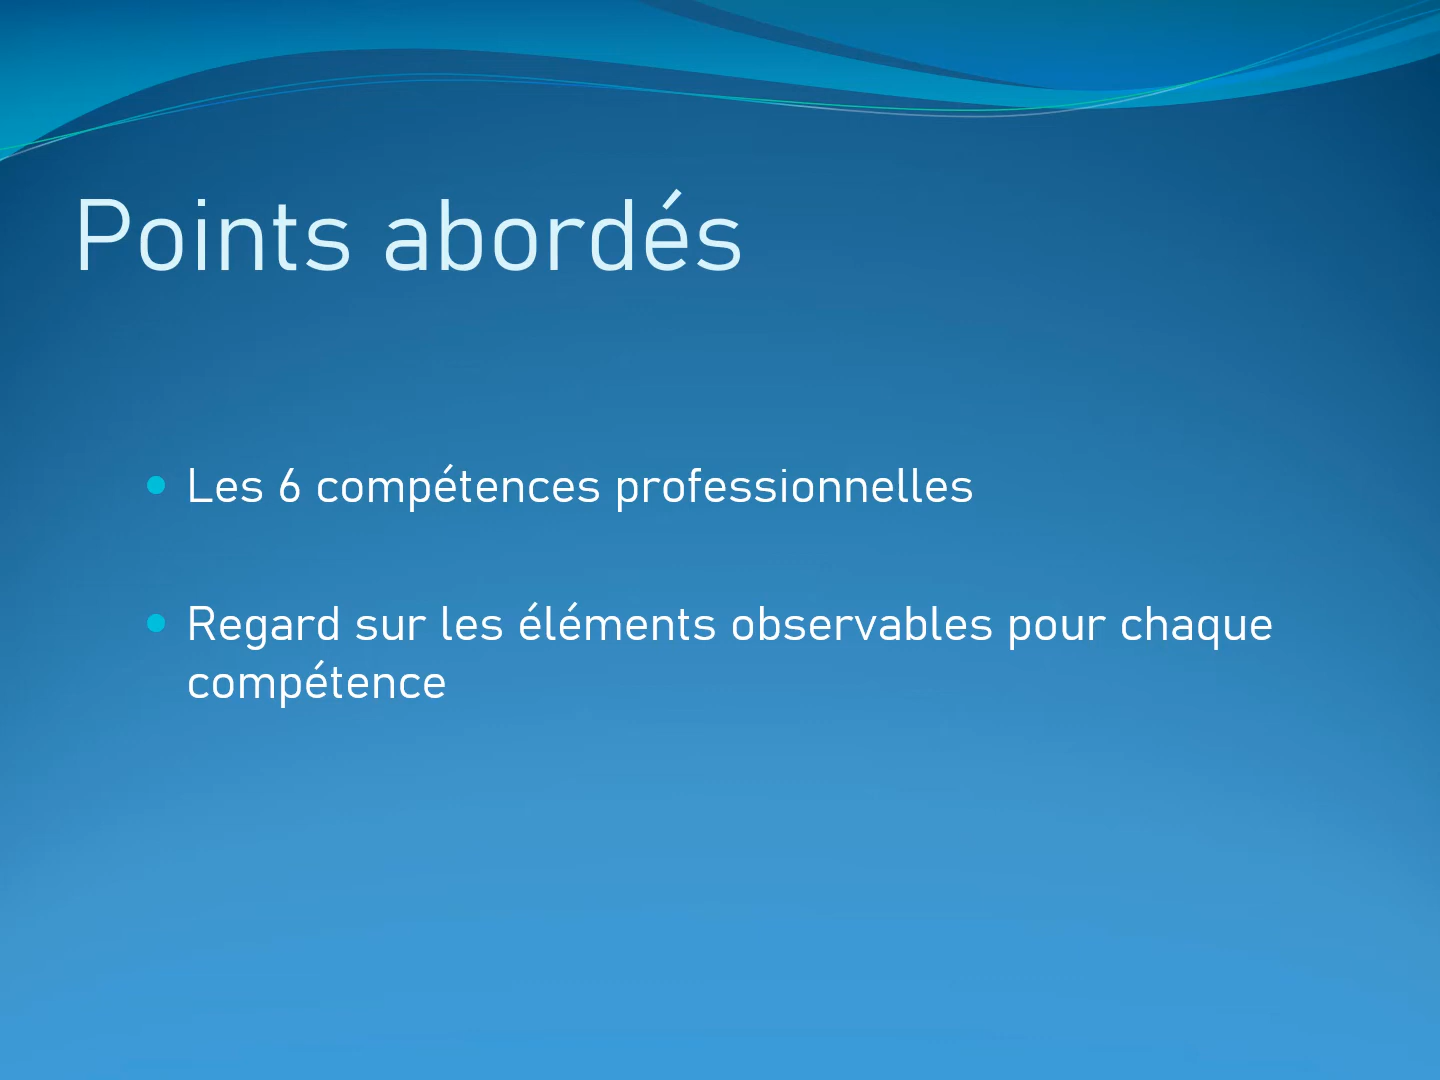 Points abordés
Les 6 compétences professionnelles
Regard sur les éléments observables pour chaque
compétence